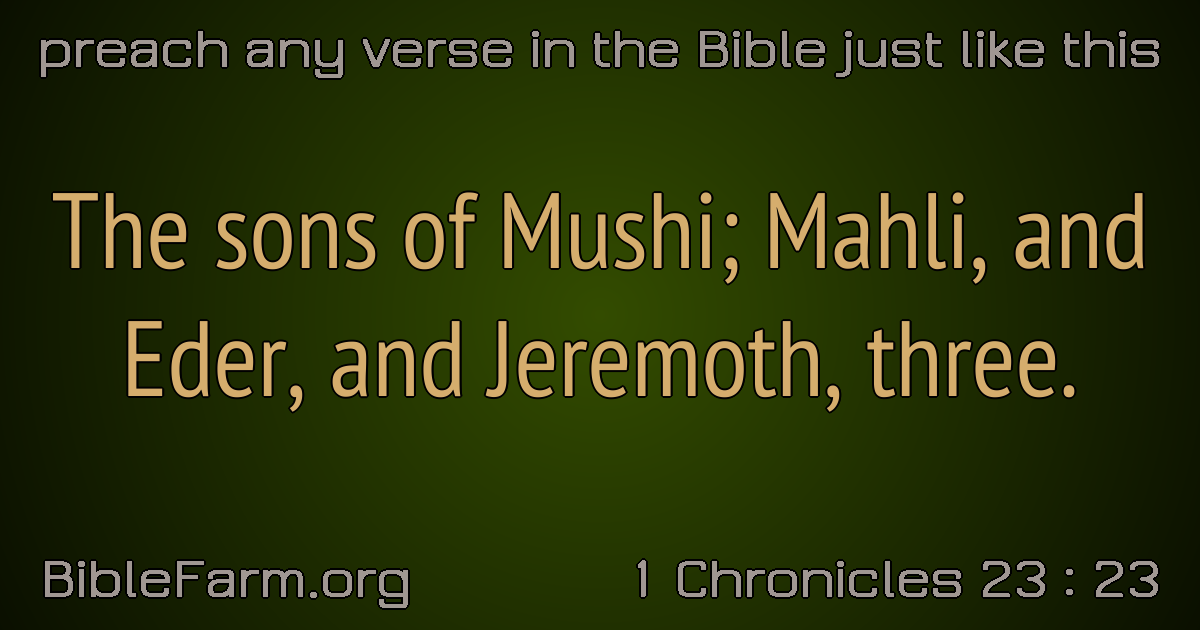 preach any verse in the Bible just like this
The sons of Mushi; Mahli, and
Eder, and Jeremoth, three.
BibleFarm.org
1 Chronicles 23 : 23